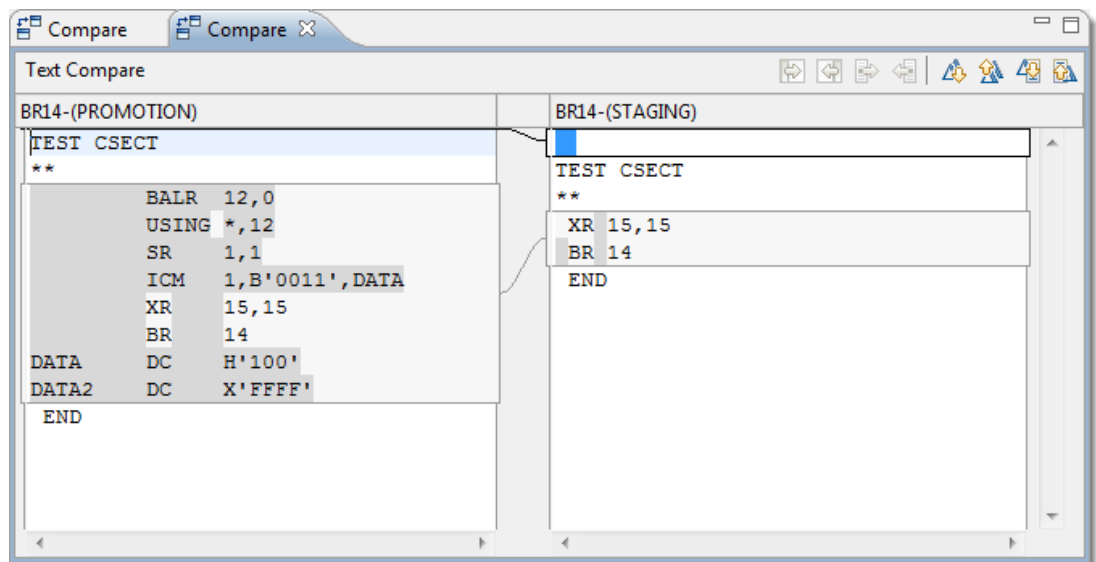 Compare Compare
Text Compare
BR14-(PROMOTION)
TEST CSECT
**
BALR 12,0
USING *,12
SR 1,1
ICM 1,B'0011',DATA
XR 15,15
BR 14
DATA DC H'100'
DATA2 DC X'FFFF'
END
BR14-(STAGING)
TEST CSECT
**
XR 15,15
BR 14
END